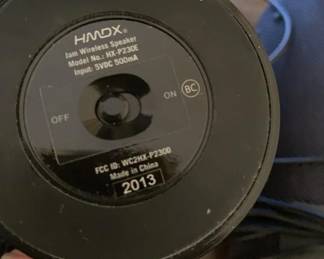 HMDX®
Jam Wireless Speaker
Model No.: HX-P230E
Input: 5VDC 500mA
OFF
ON
BC
FCC ID: WC2HX-P230D
Made in China
2013